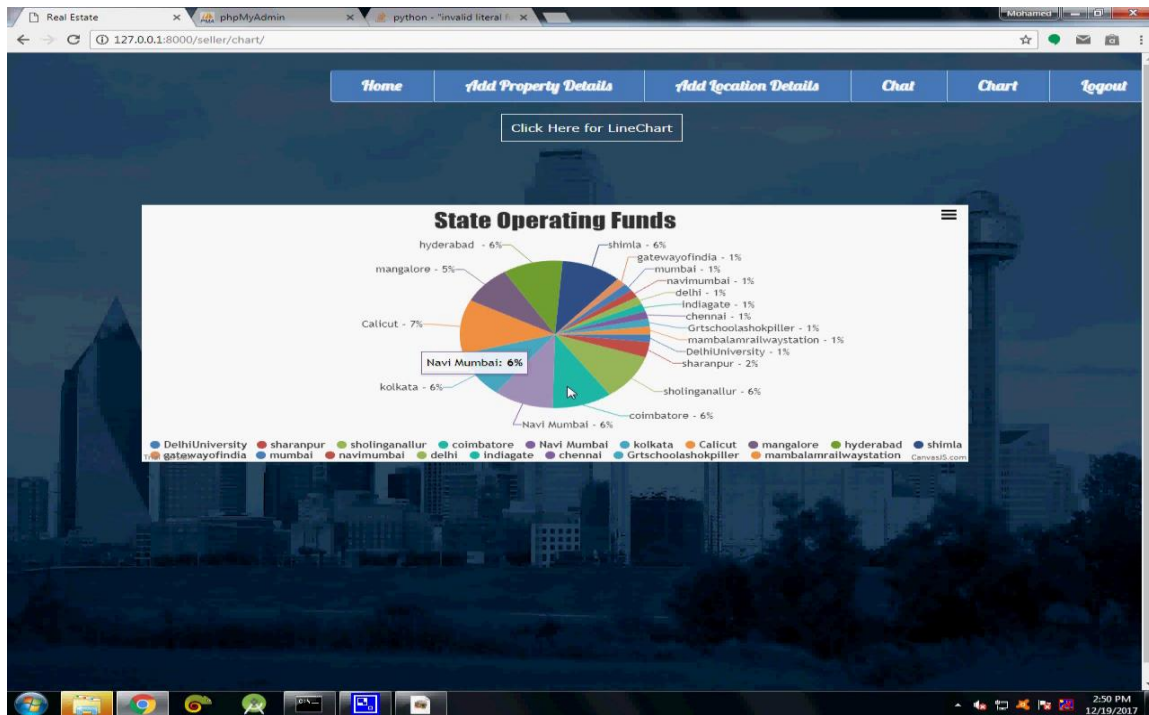 Real Estate
phpMyAdmin
python - "invalid literal f
Mohamed
127.0.0.1:8000/seller/chart/
Home Add Property Details Add Location Details Chat Chart Logout
Click Here for LineChart
State Operating Funds
hyderabad - 6%
shimla - 6%
gatewayofindia - 1%
mangalore - 5%
mumbai - 1%
navimumbai - 1%
delhi - 1%
indiagate - 1%
chennai - 1%
Calicut - 7%
Grtschoolashokpiller - 1%
mambalamrailwaystation - 1%
DelhiUniversity - 1%
Navi Mumbai: 6%
sharanpur - 2%
kolkata - 6%
sholinganallur - 6%
coimbatore - 6%
Navi Mumbai - 6%
DelhiUniversity sharanpur sholinganallur coimbatore Navi Mumbai kolkata Calicut mangalore hyderabad shimla
gatewayofindia mumbai navimumbai delhi indiagate chennai Grtschoolashokpiller mambalamrailwaystation
CanvasJS.com
2:50 PM
12/19/2017